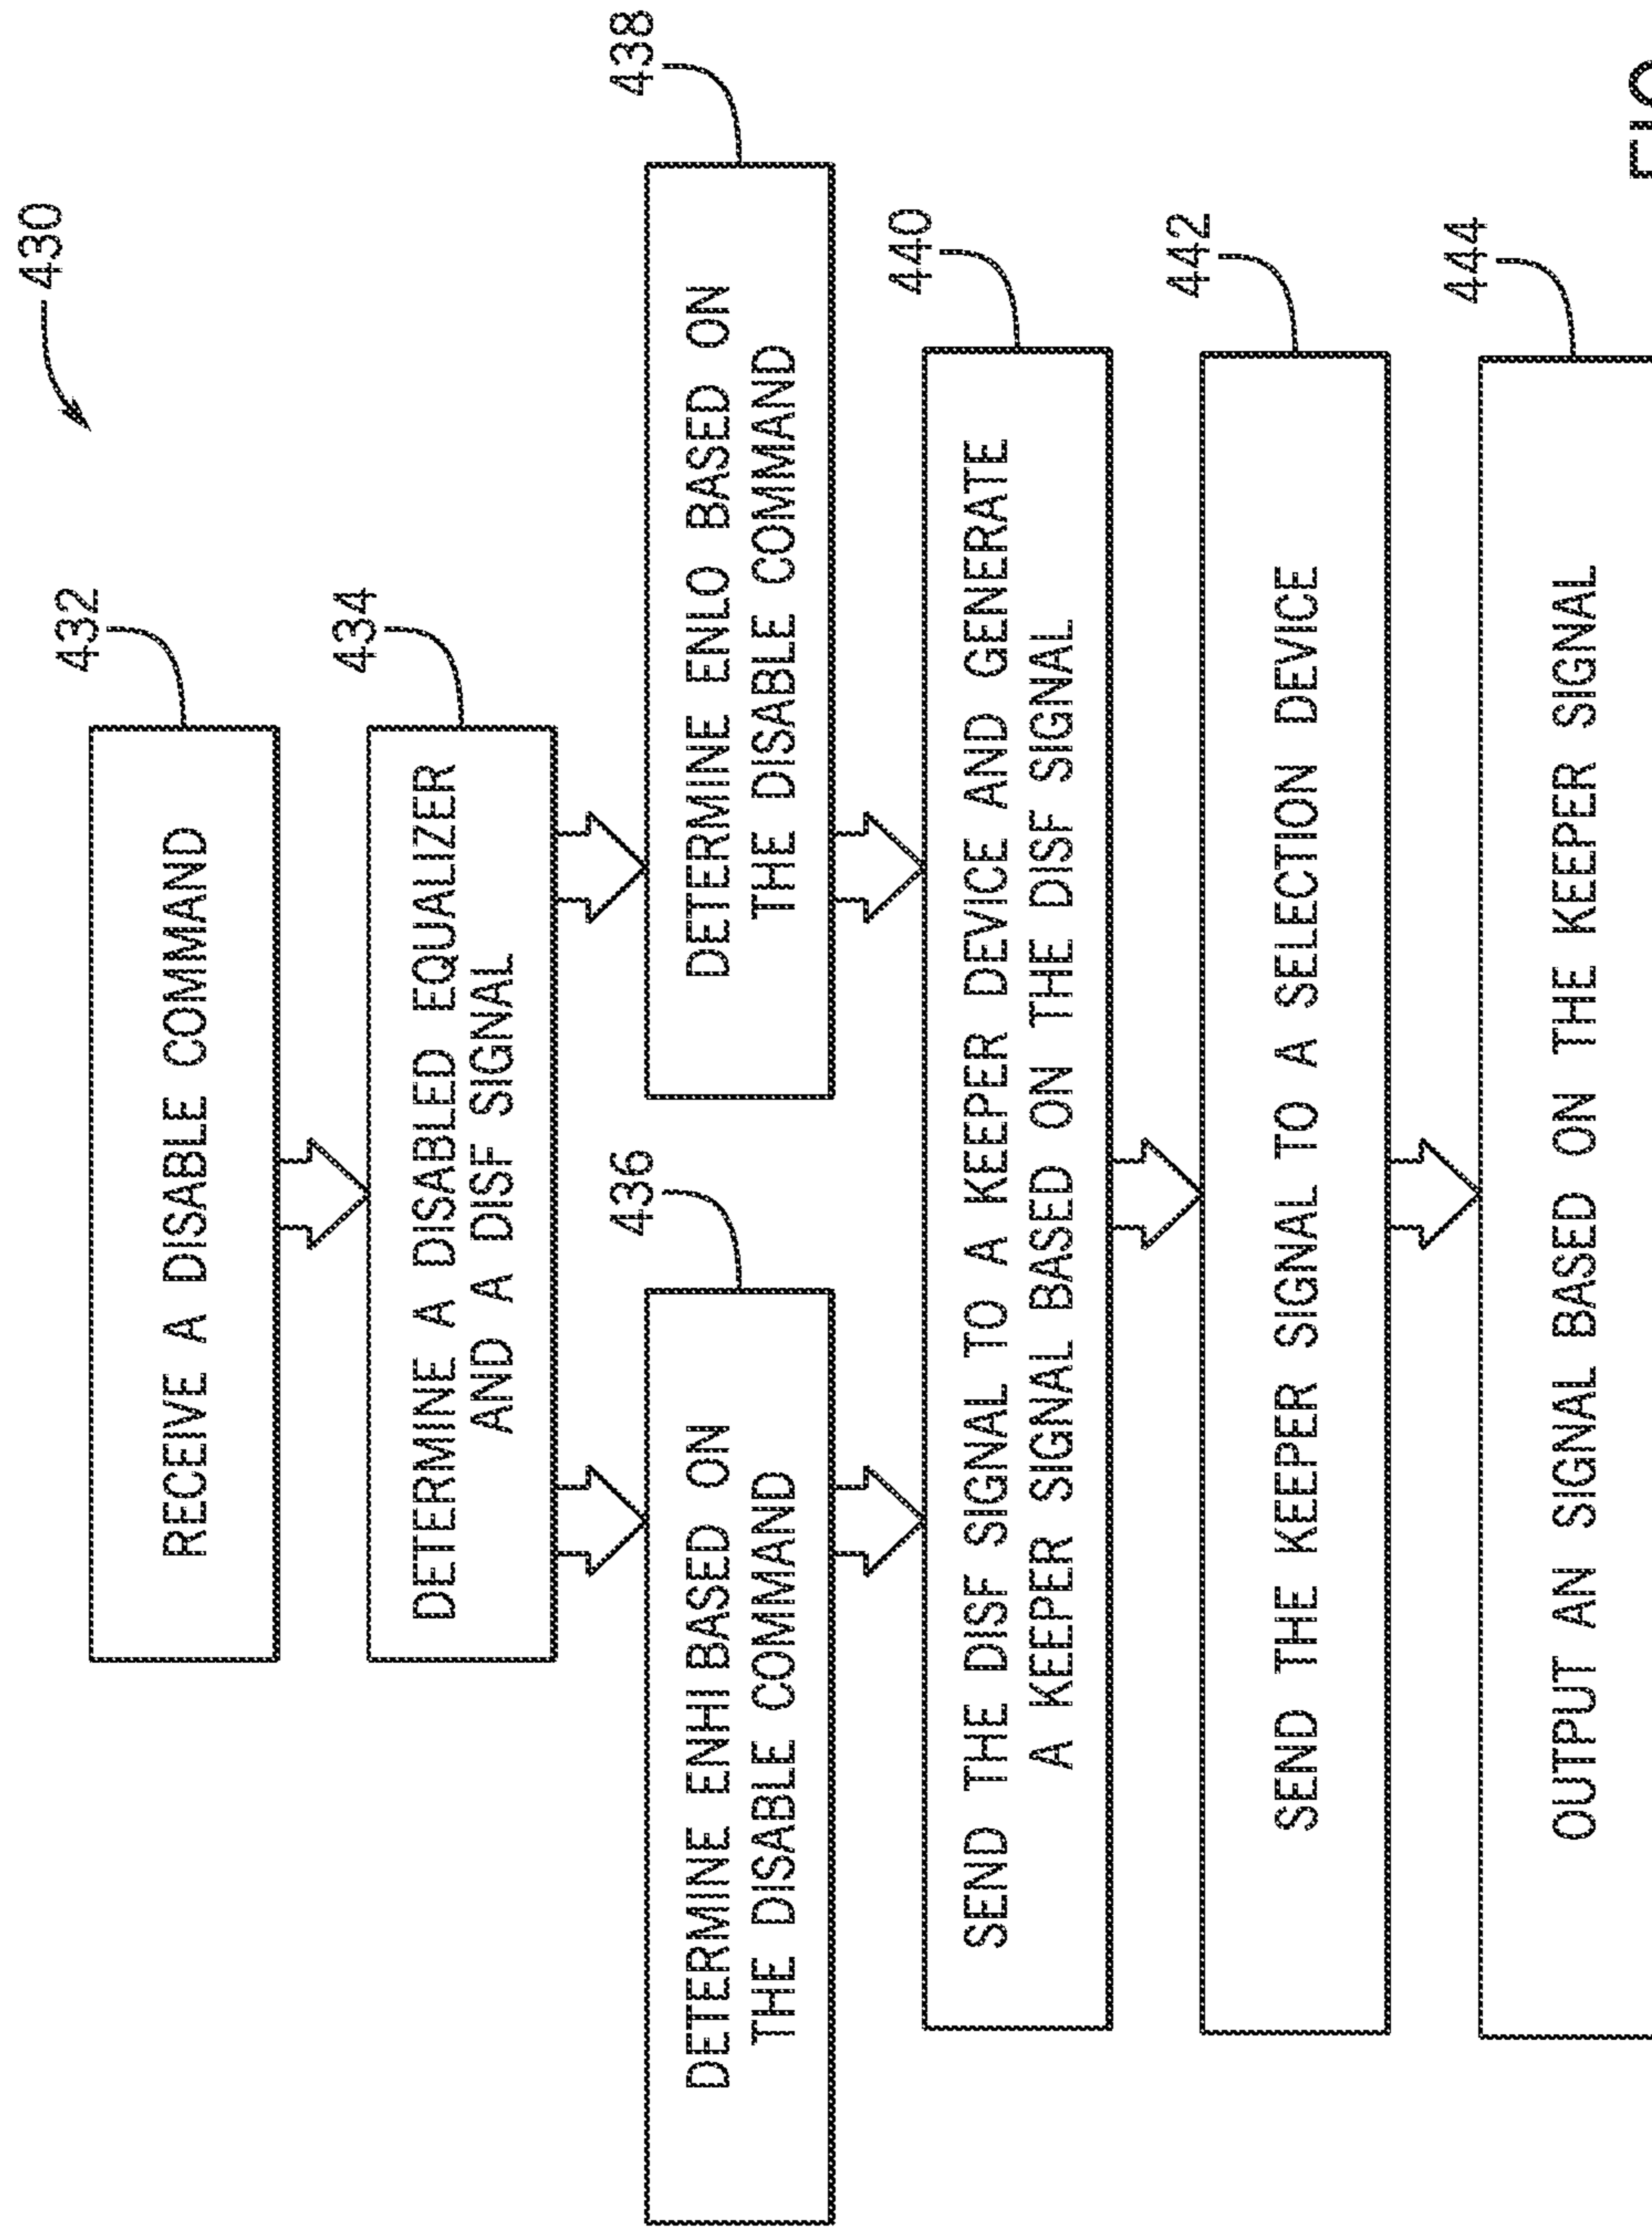 430
432
RECEIVE A DISABLE COMMAND
434
DETERMINE A DISABLED EQUALIZER
AND A DISF SIGNAL
436
DETERMINE ENHI BASED ON
THE DISABLE COMMAND
438
DETERMINE ENLO BASED ON
THE DISABLE COMMAND
440
SEND THE DISF SIGNAL TO A KEEPER DEVICE AND GENERATE
A KEEPER SIGNAL BASED ON THE DISF SIGNAL
442
SEND THE KEEPER SIGNAL TO A SELECTION DEVICE
444
OUTPUT AN SIGNAL BASED ON THE KEEPER SIGNAL